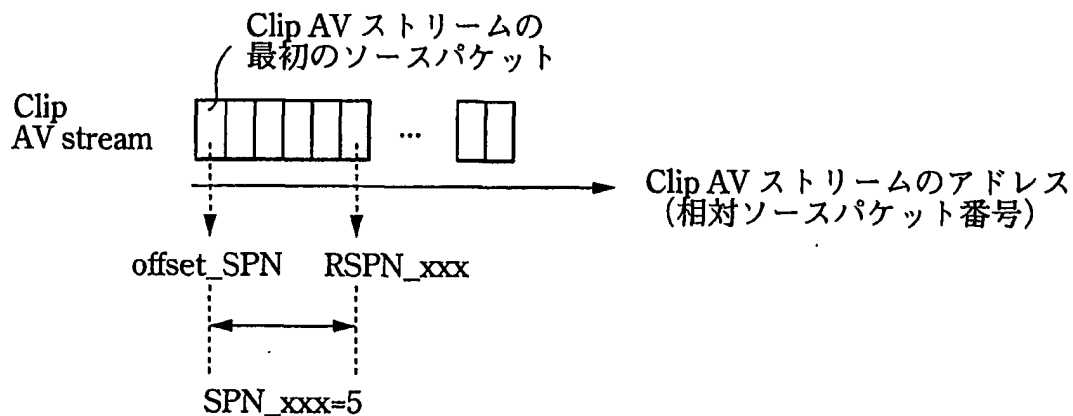 Clip AV ストリームの
最初のソースパケット
Clip
AV stream
...
Clip AV ストリームのアドレス
（相対ソースパケット番号）
offset_SPN RSPN_xxx
SPN_xxx=5